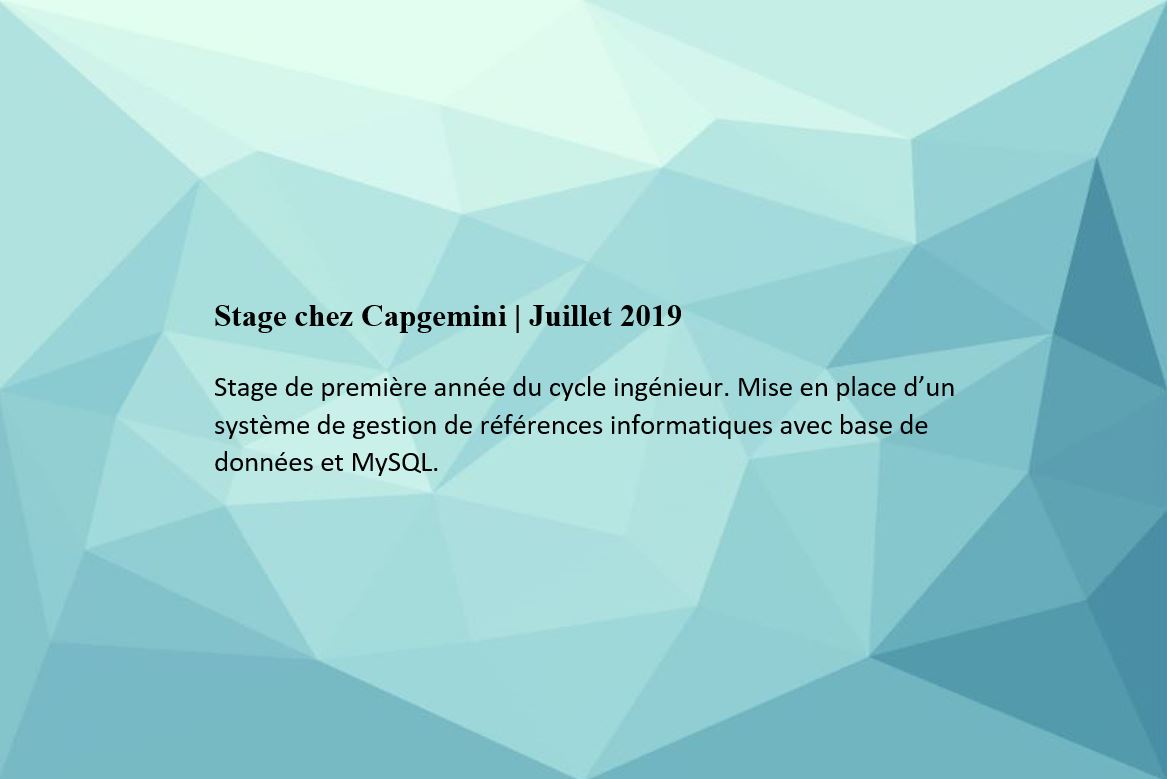 Stage chez Capgemini | Juillet 2019
Stage de première année du cycle ingénieur. Mise en place d’un
système de gestion de références informatiques avec base de
données et MySQL.